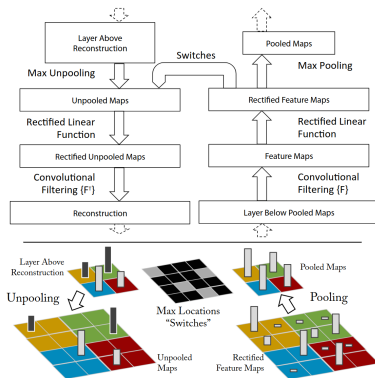 Layer Above
Reconstruction
Switches
Pooled Maps
Max Unpooling
Max Pooling
Unpooled Maps
Rectified Feature Maps
Rectified Linear
Function
Rectified Linear
Function
Rectified Unpooled Maps
Feature Maps
Convolutional
Filtering {F'}
Convolutional
Filtering {F}
Reconstruction
Layer Below Pooled Maps
Layer Above
Reconstruction
Pooled Maps
Unpooling
Max Locations
“Switches”
Pooling
Unpooled
Maps
Rectified
Feature Maps